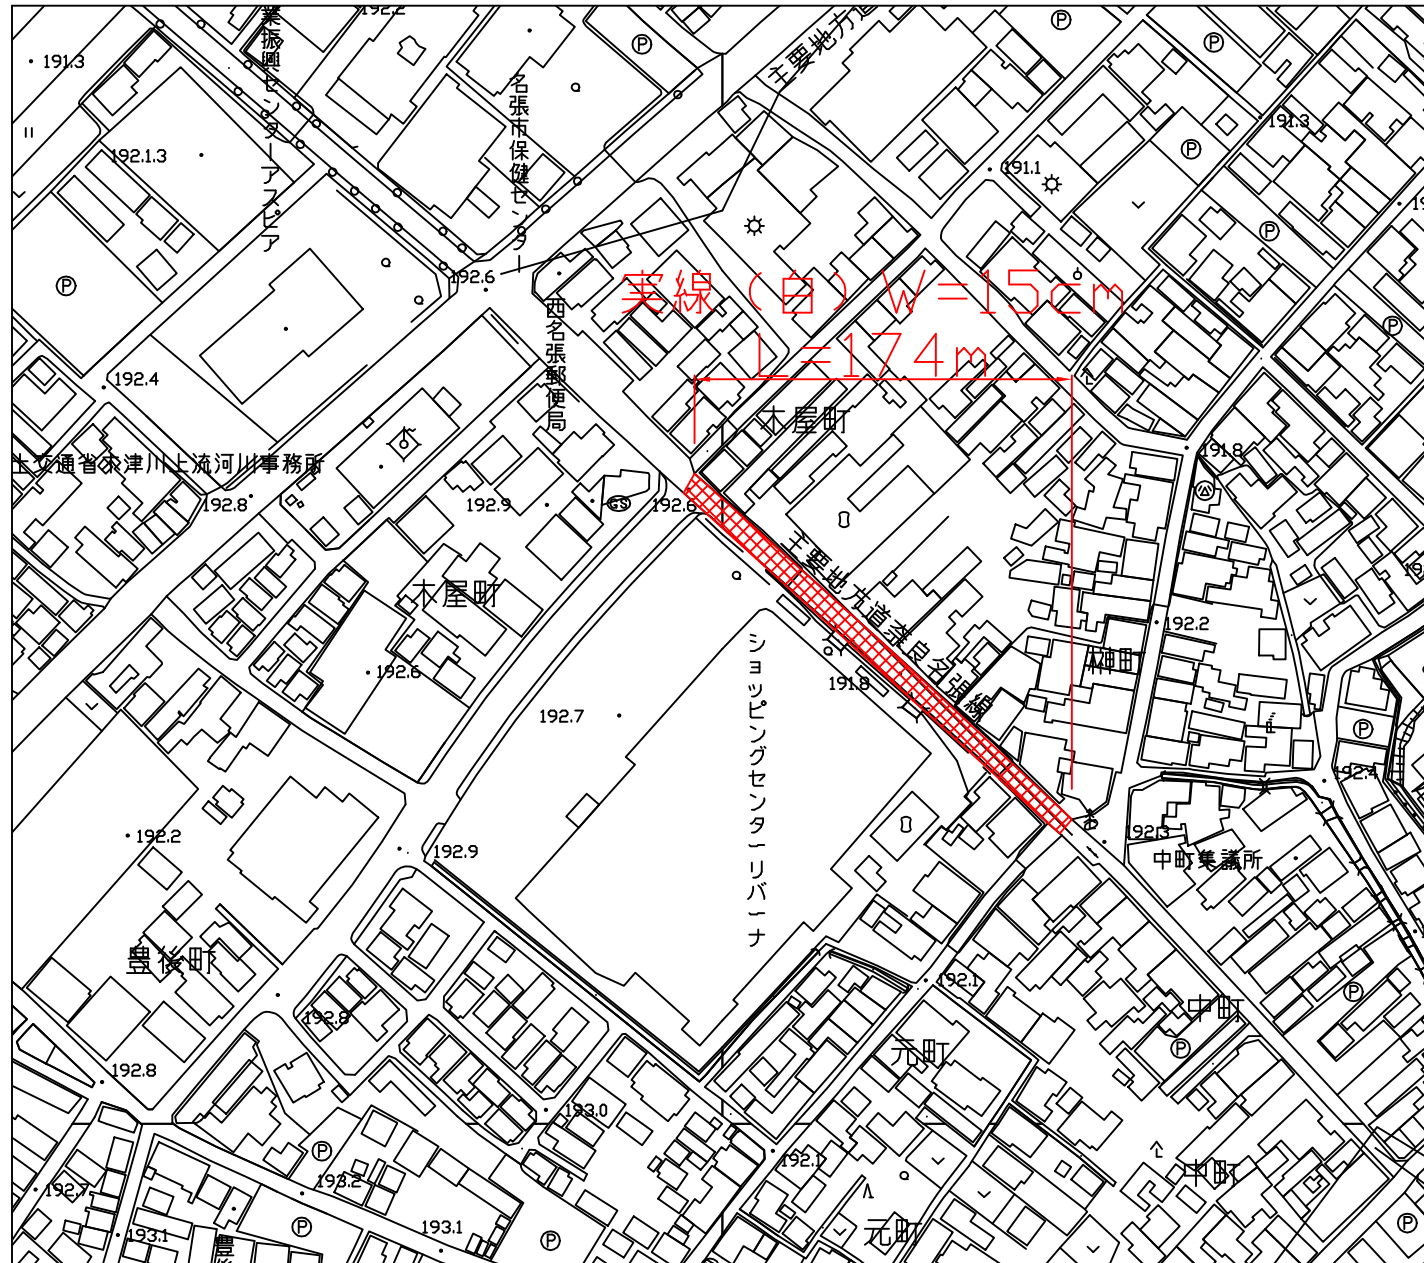 192.2
191.3
業振興センターアスピア
名張市保健センター
主要地方道
P
P
P
191.3
192.1.3
P
191.1
P
P
192.6
実線（白）W=15cm
L=174m
西名張郵便局
P
192.4
木屋町
191.8
土交通省木津川上流河川事務所
192.8
192.9
GS
192.6
主要地方道奈良名張線
木屋町
192.2
192.6
ショッピングセンターリバーナ
191.8
192.7
P
192.4
192.2
192.9
192.3
中町集議所
豊後町
192.1
P
中町
192.8
元町
P
192.8
193.0
P
192.1
中町
192.7
193.2
193.1
193.1
P
P
元町
P